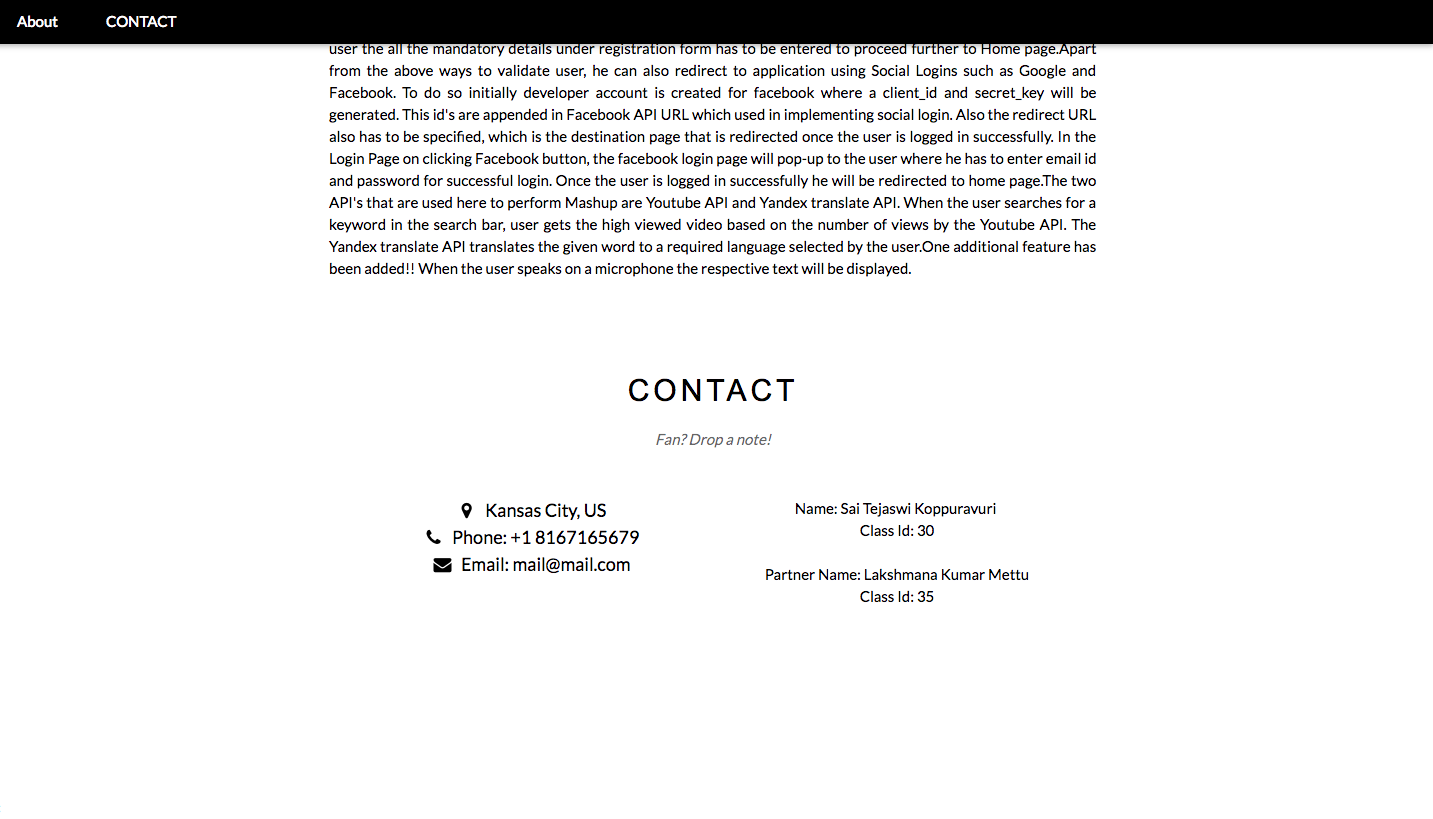 About CONTACT
user the all the mandatory details under registration form has to be entered to proceed further to Home page.Apart
from the above ways to validate user, he can also redirect to application using Social Logins such as Google and
Facebook. To do so initially developer account is created for facebook where a client_id and secret_key will be
generated. This id's are appended in Facebook API URL which used in implementing social login. Also the redirect URL
also has to be specified, which is the destination page that is redirected once the user is logged in successfully. In the
Login Page on clicking Facebook button, the facebook login page will pop-up to the user where he has to enter email id
and password for successful login. Once the user is logged in successfully he will be redirected to home page.The two
API's that are used here to perform Mashup are Youtube API and Yandex translate API. When the user searches for a
keyword in the search bar, user gets the high viewed video based on the number of views by the Youtube API. The
Yandex translate API translates the given word to a required language selected by the user.One additional feature has
been added!! When the user speaks on a microphone the respective text will be displayed.
CONTACT
Fan? Drop a note!
Kansas City, US
Phone: +1 8167165679
Email: mail@mail.com
Name: Sai Tejaswi Koppuravuri
Class Id: 30
Partner Name: Lakshmana Kumar Mettu
Class Id: 35